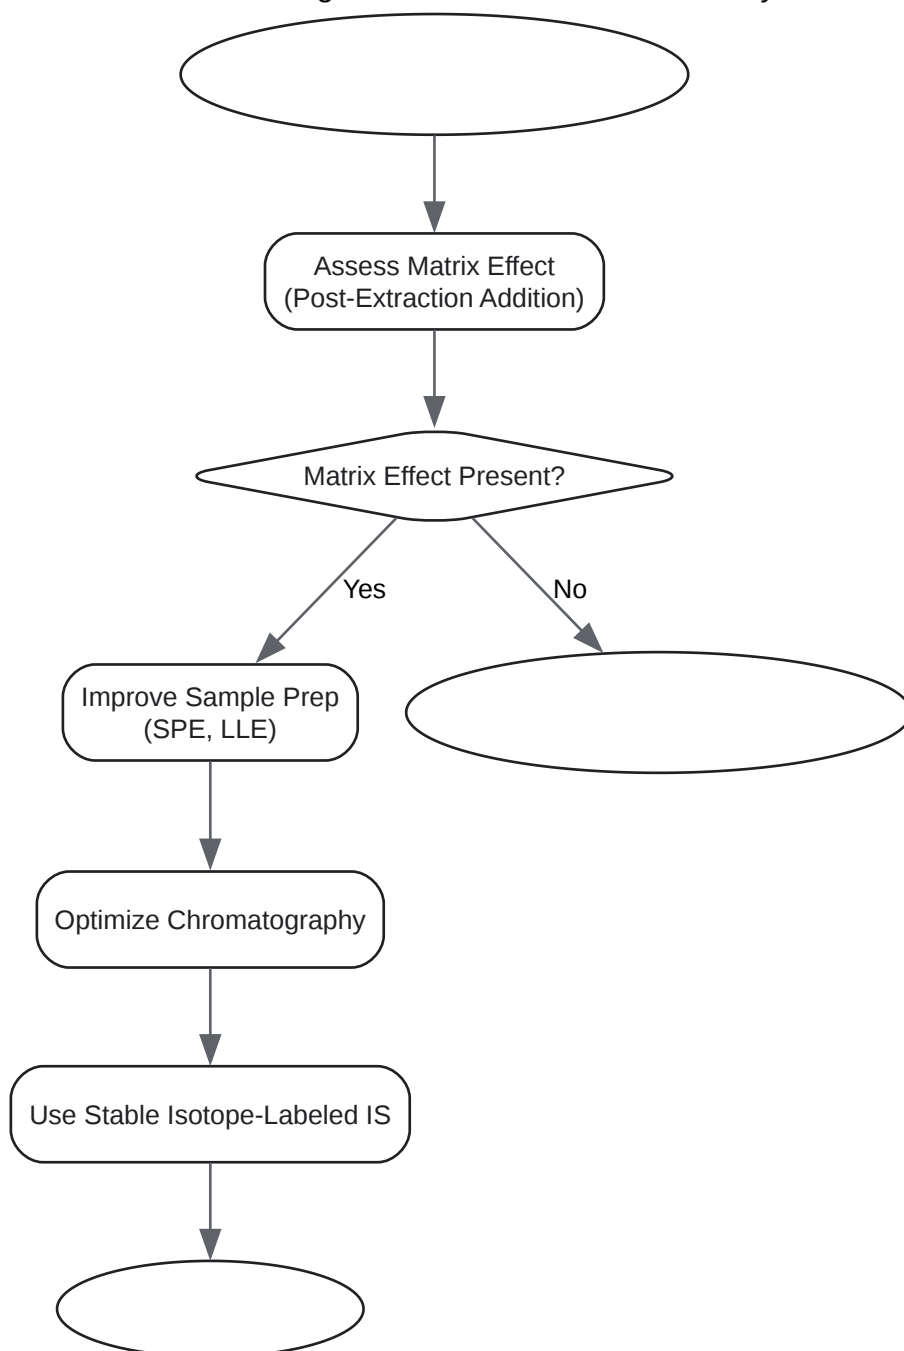 Assess Matrix Effect
(Post-Extraction Addition)
Matrix Effect Present?
Yes
No
Improve Sample Prep
(SPE, LLE)
Optimize Chromatography
Use Stable Isotope-Labeled IS